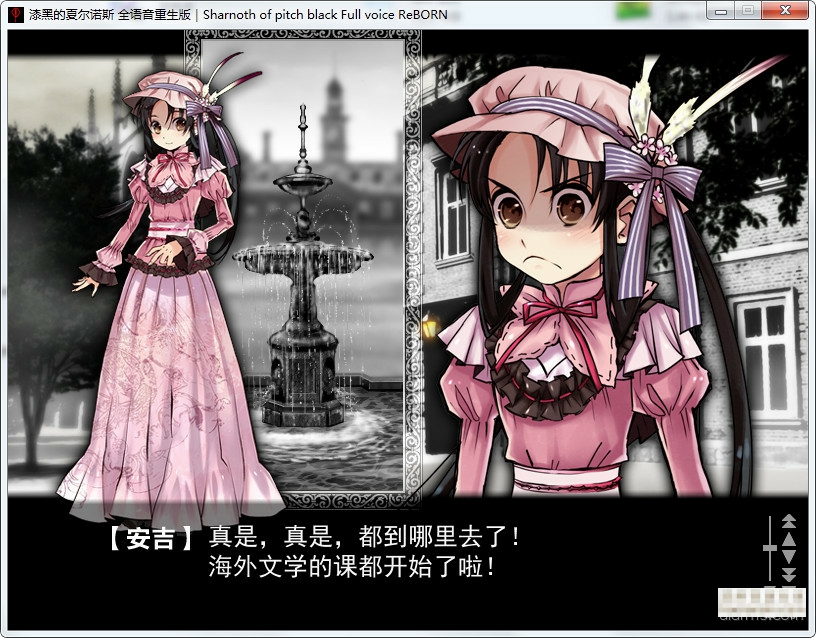 漆黑的夏尔诺斯 全语音重生版 | Sharnoth of pitch black Full voice ReBORN
【安吉】真是，真是，都到哪里去了！
海外文学的课都开始了啦！